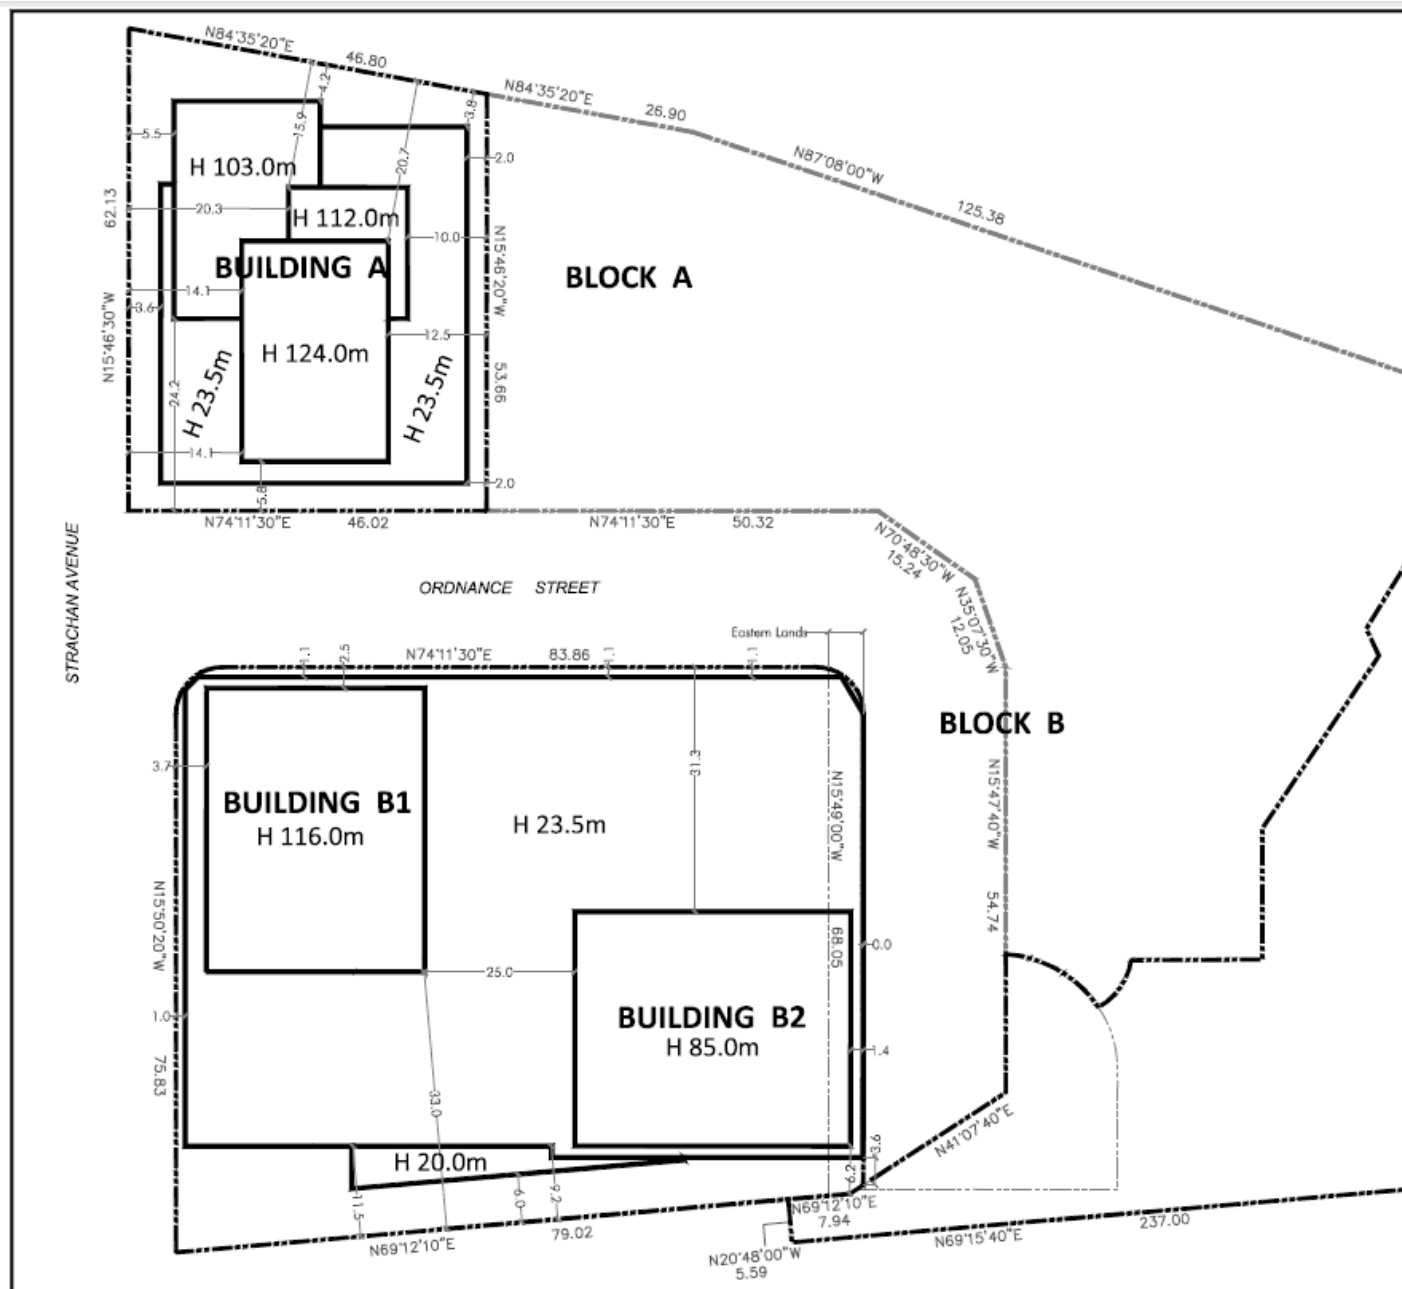 N84°35'20"E
46.80
N84°35'20"E
26.90
N87°08'00"W
125.38
4.2
3.8
15.9
5.5
20.7
2.0
H 103.0m
62.13
20.3
H 112.0m
10.0
N15°46'20"W
BUILDING A
BLOCK A
14.1
3.6
N15°46'30"W
12.5
H 124.0m
53.66
24.2
H 23.5m
H 23.5m
14.1
5.8
2.0
N74°11'30"E
46.02
N74°11'30"E
50.32
N70°48'30"W
15.24
STRACHAN AVENUE
ORDNANCE STREET
N35°07'30"W
12.05
Eastern Lands
1.1
2.5
N74°11'30"E
83.86
1.1
1.1
BLOCK B
31.3
3.7
BUILDING B1
H 116.0m
H 23.5m
N15°49'00"W
N15°47'40"W
54.74
N15°50'20"W
68.05
0.0
25.0
1.0
BUILDING B2
H 85.0m
1.4
75.83
33.0
N41°07'40"E
3.6
H 20.0m
6.2
11.5
6.0
9.2
N69°12'10"E
7.94
79.02
N69°12'10"E
N20°48'00"W
5.59
N69°15'40"E
237.00